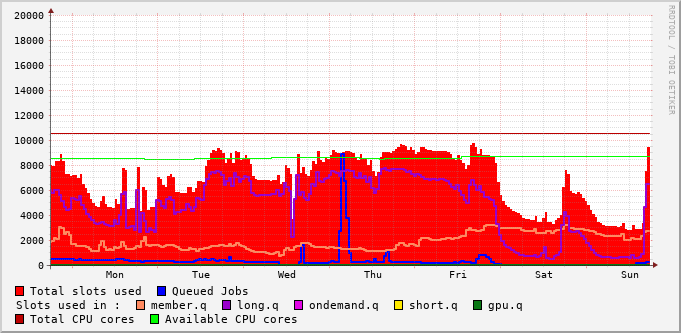 20000
18000
16000
14000
12000
10000
8000
6000
4000
2000
0
Mon Tue Wed Thu Fri Sat Sun
RRDTOOL / TOBI OETIKER
Total slots used Queued Jobs
Slots used in : member.q long.q ondemand.q short.q gpu.q
Total CPU cores Available CPU cores